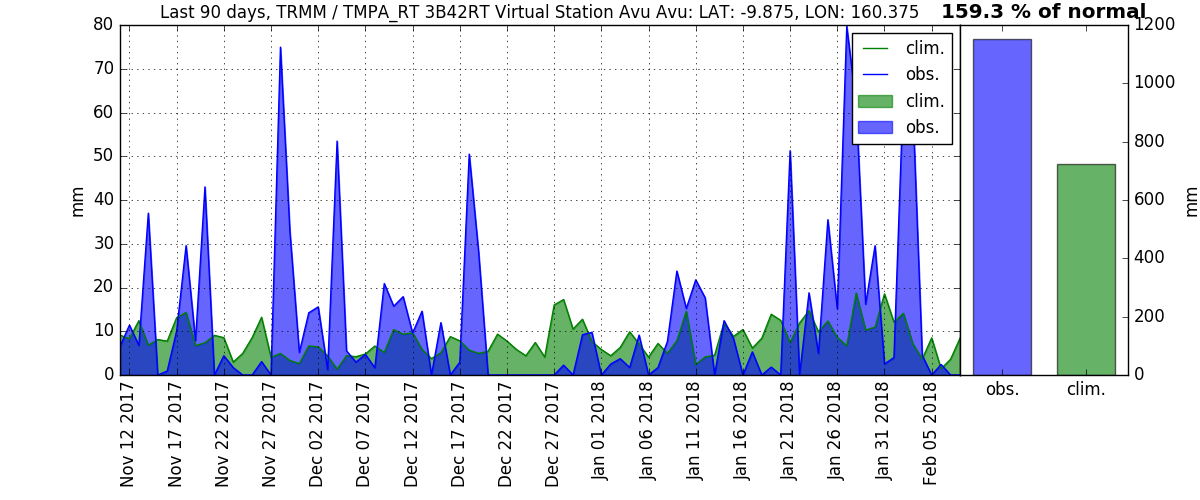 Last 90 days, TRMM / TMPA_RT 3B42RT Virtual Station Avu Avu: LAT: -9.875, LON: 160.375
159.3 % of normal
80
70
60
50
40
30
20
10
0
mm
clim.
obs.
clim.
obs.
Nov 12 2017
Nov 17 2017
Nov 22 2017
Nov 27 2017
Dec 02 2017
Dec 07 2017
Dec 12 2017
Dec 17 2017
Dec 22 2017
Dec 27 2017
Jan 01 2018
Jan 06 2018
Jan 11 2018
Jan 16 2018
Jan 21 2018
Jan 26 2018
Jan 31 2018
Feb 05 2018
1200
1000
800
600
400
200
0
mm
obs.
clim.